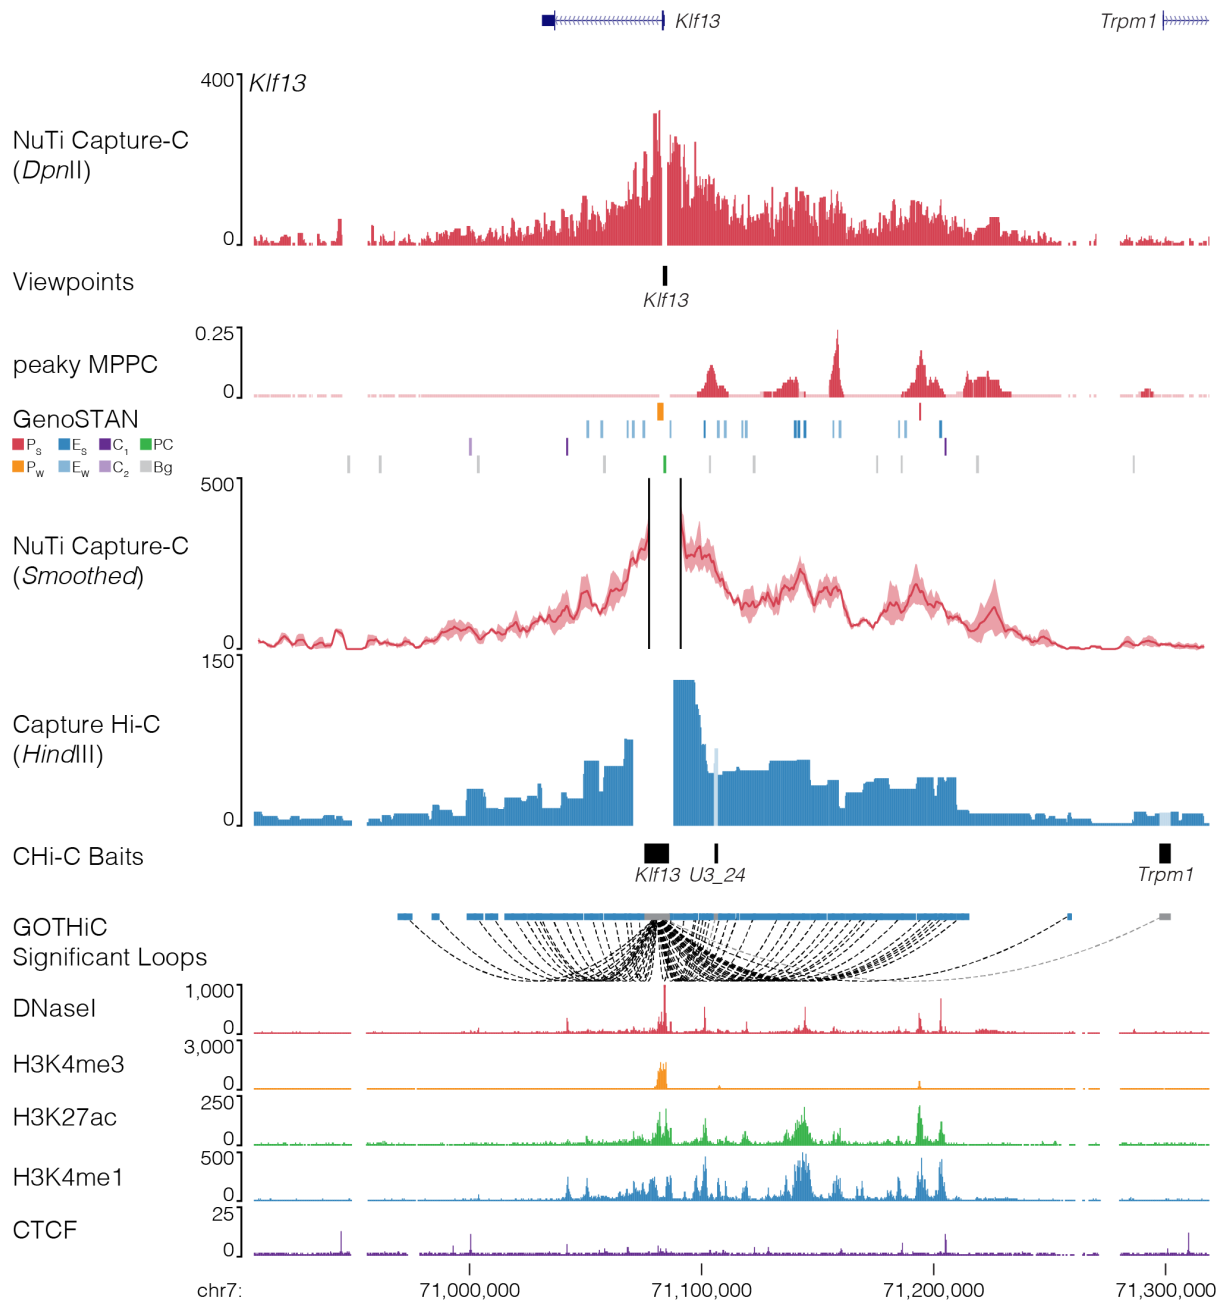 Klf13
Trpm1
400
Klf13
NuTi Capture-C
(DpnII)
0
Viewpoints
Klf13
0.25
peaky MPPC
0
GenoSTAN
PS ES C1 PC
PW EW C2 Bg
500
NuTi Capture-C
(Smoothed)
0
150
Capture Hi-C
(HindIII)
0
CHi-C Baits
Klf13 U3_24 Trpm1
GOTHiC
Significant Loops
1,000
DNaseI
0
3,000
H3K4me3
0
250
H3K27ac
0
500
H3K4me1
0
25
CTCF
0
chr7: 71,000,000 71,100,000 71,200,000 71,300,000